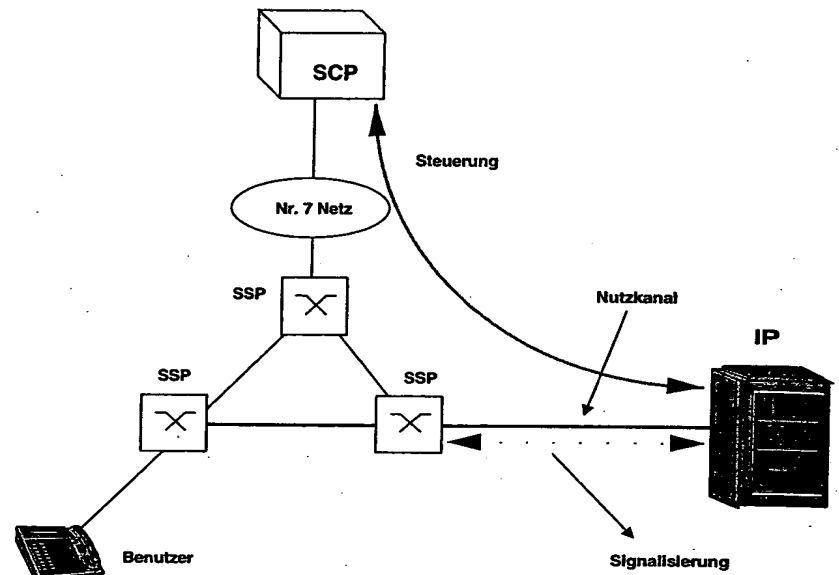 SCP
Steuerung
Nr. 7 Netz
SSP
Nutzkanal
IP
SSP
SSP
Benutzer
Signalisierung